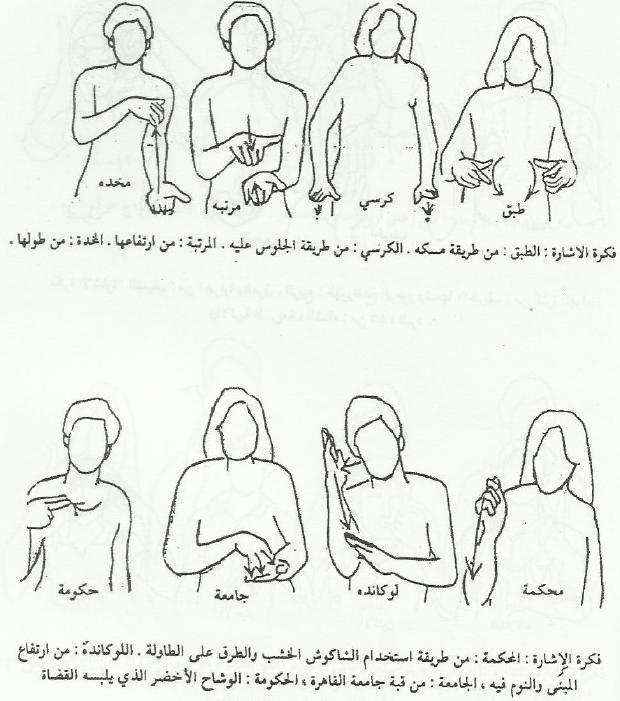 طبق
كرسي
مرتبه
مخده
فكرة الاشارة : الطبق : من طريقة مسكه . الكرسي : من طريقة الجلوس عليه . المرتبة : من ارتفاعها . المخدة : من طولها .
محكمة
لوكانده
جامعة
حكومة
فكرة الإشارة : المحكمة : من طريقة استخدام الشاكوش الخشب والطرق على الطاولة . اللوكاندة : من ارتفاع
المبنى والنوم فيه ، الجامعة : من قبة جامعة القاهرة ، الحكومة : الوشاح الأخضر الذي يلبسه القضاة